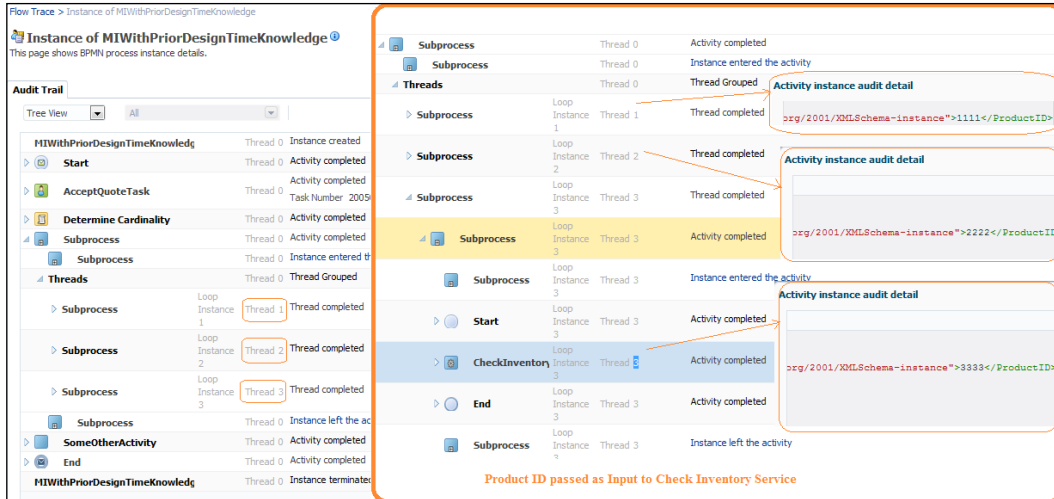 Flow Trace > Instance of MIWithPriorDesignTimeKnowledge
Instance of MIWithPriorDesignTimeKnowledge
This page shows BPMN process instance details.
Audit Trail
Tree View All
MIWithPriorDesignTimeKnowledg Thread 0 Instance created
Start Thread 0 Activity completed
AcceptQuoteTask Thread 0 Activity completed
Task Number 2005
Determine Cardinality Thread 0 Activity completed
Subprocess Thread 0 Activity completed
Subprocess Thread 0 Instance entered th
Threads Thread 0 Thread Grouped
Subprocess Loop Instance 1 Thread 1 Thread completed
Subprocess Loop Instance 2 Thread 2 Thread completed
Subprocess Loop Instance 3 Thread 3 Thread completed
Subprocess Thread 0 Instance left the ac
SomeOtherActivity Thread 0 Activity completed
End Thread 0 Activity completed
MIWithPriorDesignTimeKnowledg Thread 0 Instance terminated
Subprocess Thread 0 Activity completed
Subprocess Thread 0 Instance entered the activity
Threads Thread 0 Thread Grouped
Subprocess Loop Instance 1 Thread 1 Thread completed
Subprocess Loop Instance 2 Thread 2 Thread completed
Subprocess Loop Instance 3 Thread 3 Thread completed
Subprocess Loop Instance 3 Thread 3 Activity completed
Subprocess Loop Instance 3 Thread 3 Instance entered the activity
Start Loop Instance 3 Thread 3 Activity completed
CheckInventory Loop Instance 3 Thread 3 Activity completed
End Loop Instance 3 Thread 3 Activity completed
Subprocess Loop Instance 3 Thread 3 Instance left the activity
Activity instance audit detail
org/2001/XMLSchema-instance">1111</ProductID>
Activity instance audit detail
org/2001/XMLSchema-instance">2222</ProductID
Activity instance audit detail
org/2001/XMLSchema-instance">3333</ProductID>
Product ID passed as Input to Check Inventory Service